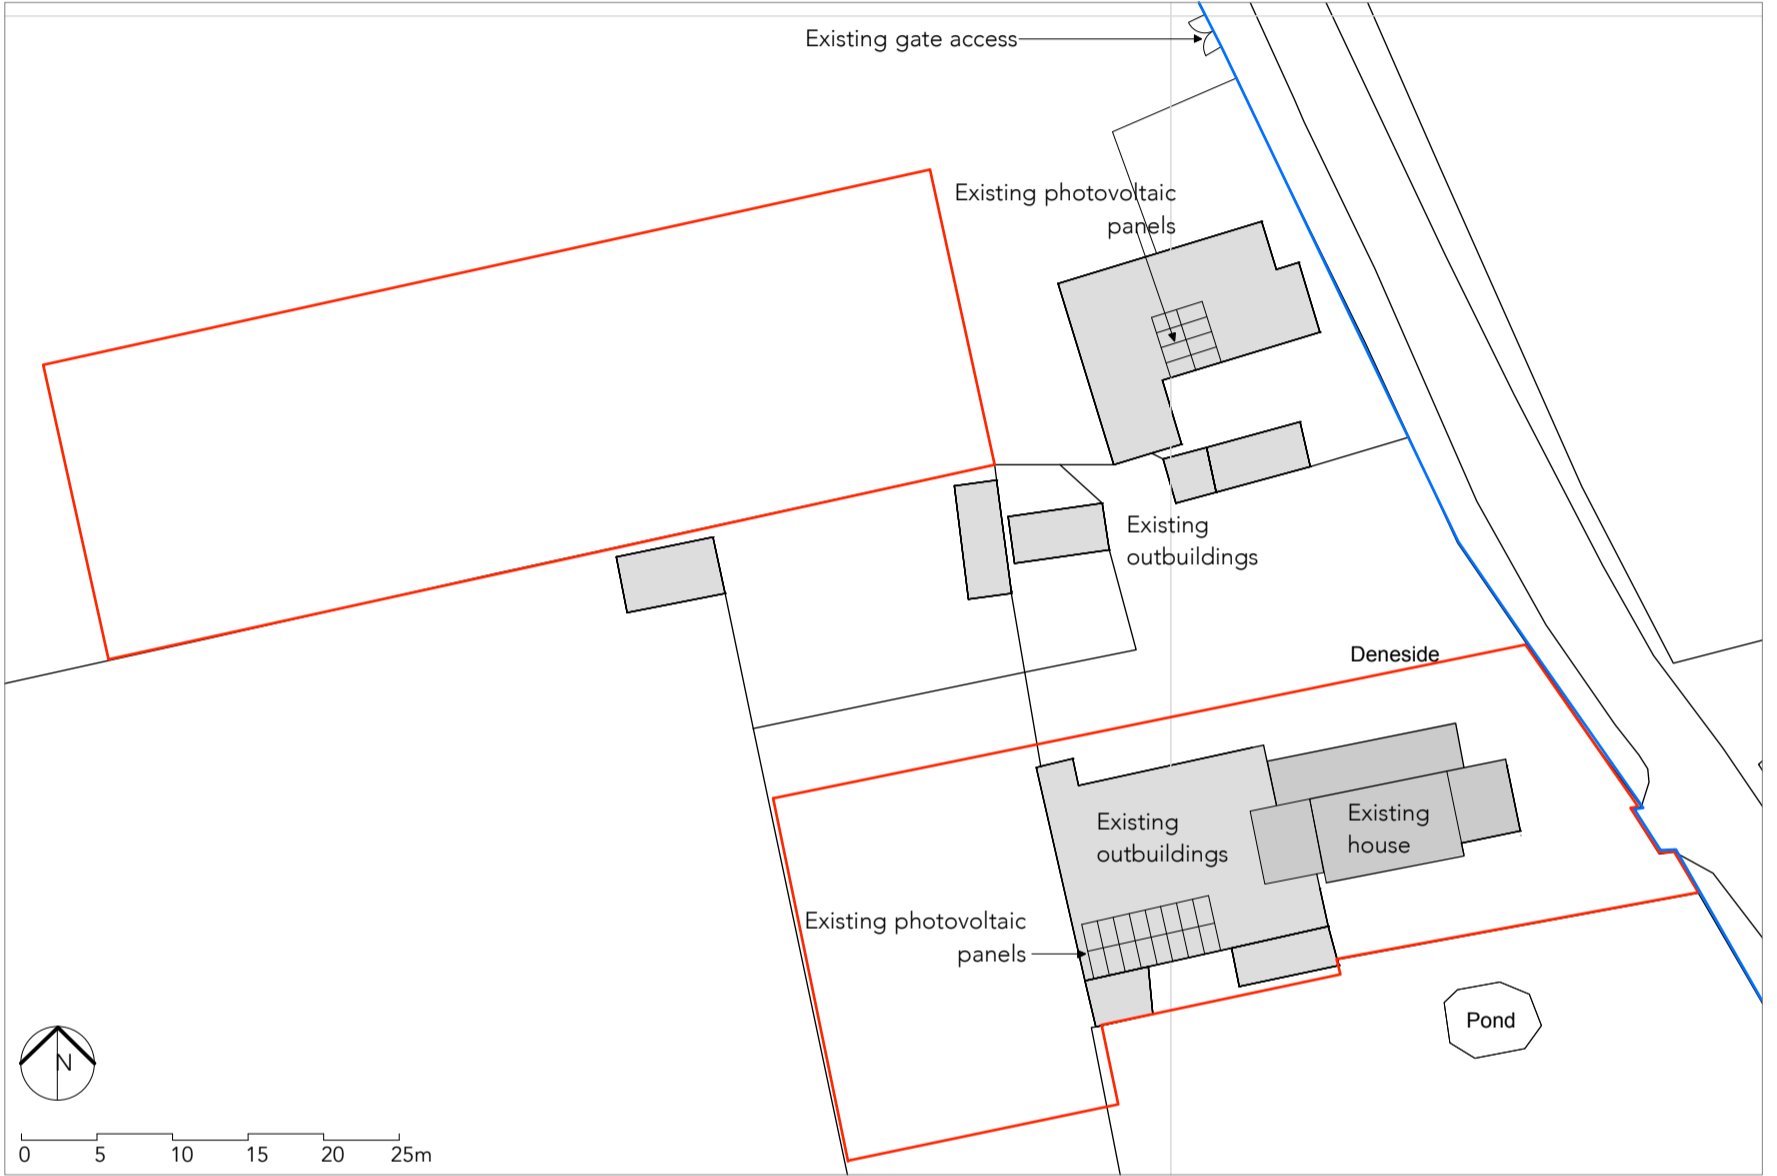 Existing gate access
Existing photovoltaic
panels
Existing
outbuildings
Deneside
Existing
outbuildings
Existing
house
Existing photovoltaic
panels
Pond
N
0 5 10 15 20 25m